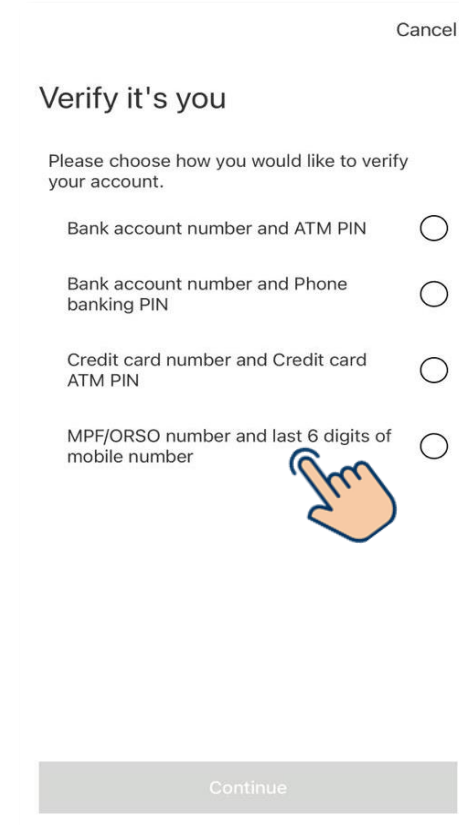 Cancel
Verify it's you
Please choose how you would like to verify
your account.
Bank account number and ATM PIN
Bank account number and Phone
banking PIN
Credit card number and Credit card
ATM PIN
MPF/ORSO number and last 6 digits of
mobile number
Continue